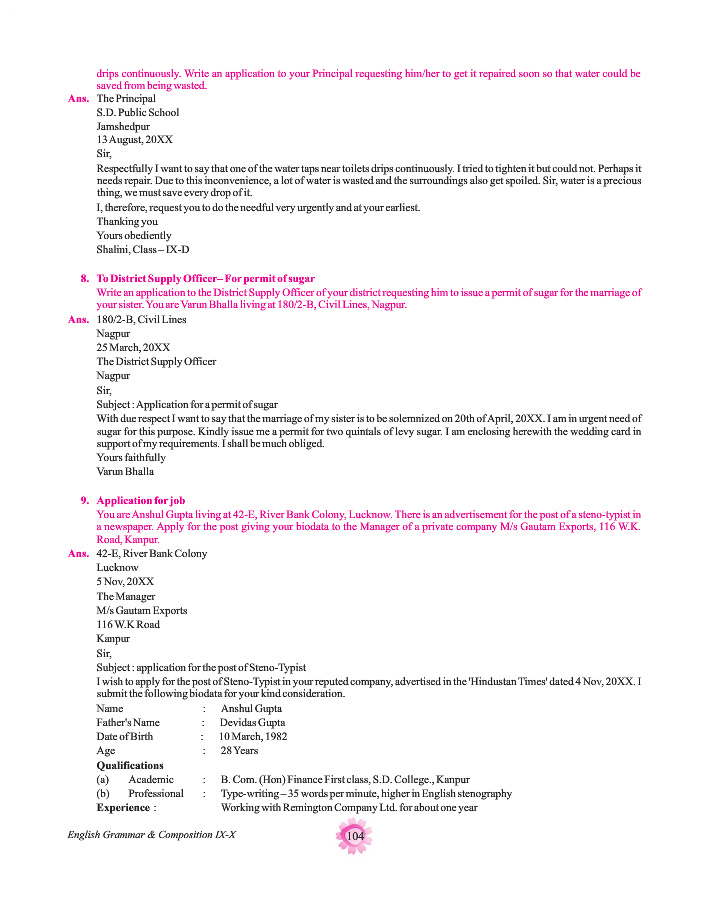 drips continuously. Write an application to your Principal requesting him/her to get it repaired soon so that water could be
saved from being wasted.
Ans. The Principal
S.D. Public School
Jamshedpur
13 August, 20XX
Sir,
Respectfully I want to say that one of the water taps near toilets drips continuously. I tried to tighten it but could not. Perhaps it
needs repair. Due to this inconvenience, a lot of water is wasted and the surroundings also get spoiled. Sir, water is a precious
thing, we must save every drop of it.
I, therefore, request you to do the needful very urgently and at your earliest.
Thanking you
Yours obediently
Shalini, Class – IX-D
8. To District Supply Officer– For permit of sugar
Write an application to the District Supply Officer of your district requesting him to issue a permit of sugar for the marriage of
your sister. You are Varun Bhalla living at 180/2-B, Civil Lines, Nagpur.
Ans. 180/2-B, Civil Lines
Nagpur
25 March, 20XX
The District Supply Officer
Nagpur
Sir,
Subject : Application for a permit of sugar
With due respect I want to say that the marriage of my sister is to be solemnized on 20th of April, 20XX. I am in urgent need of
sugar for this purpose. Kindly issue me a permit for two quintals of levy sugar. I am enclosing herewith the wedding card in
support of my requirements. I shall be much obliged.
Yours faithfully
Varun Bhalla
9. Application for job
You are Anshul Gupta living at 42-E, River Bank Colony, Lucknow. There is an advertisement for the post of a steno-typist in
a newspaper. Apply for the post giving your biodata to the Manager of a private company M/s Gautam Exports, 116 W.K.
Road, Kanpur.
Ans. 42-E, River Bank Colony
Lucknow
5 Nov, 20XX
The Manager
M/s Gautam Exports
116 W.K Road
Kanpur
Sir,
Subject : application for the post of Steno-Typist
I wish to apply for the post of Steno-Typist in your reputed company, advertised in the 'Hindustan Times' dated 4 Nov, 20XX. I
submit the following biodata for your kind consideration.
Name : Anshul Gupta
Father's Name : Devidas Gupta
Date of Birth : 10 March, 1982
Age : 28 Years
Qualifications
(a) Academic : B. Com. (Hon) Finance First class, S.D. College., Kanpur
(b) Professional : Type-writing – 35 words per minute, higher in English stenography
Experience : Working with Remington Company Ltd. for about one year
English Grammar & Composition IX-X
104